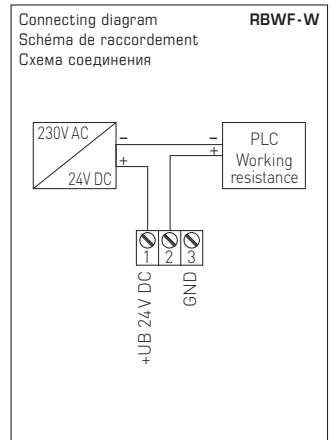 Connecting diagram RBWF-W
Schéma de raccordement
Схема соединения
230V AC
24V DC
−
+
−
+
PLC
Working
resistance
1 2 3
+UB 24V DC
GND